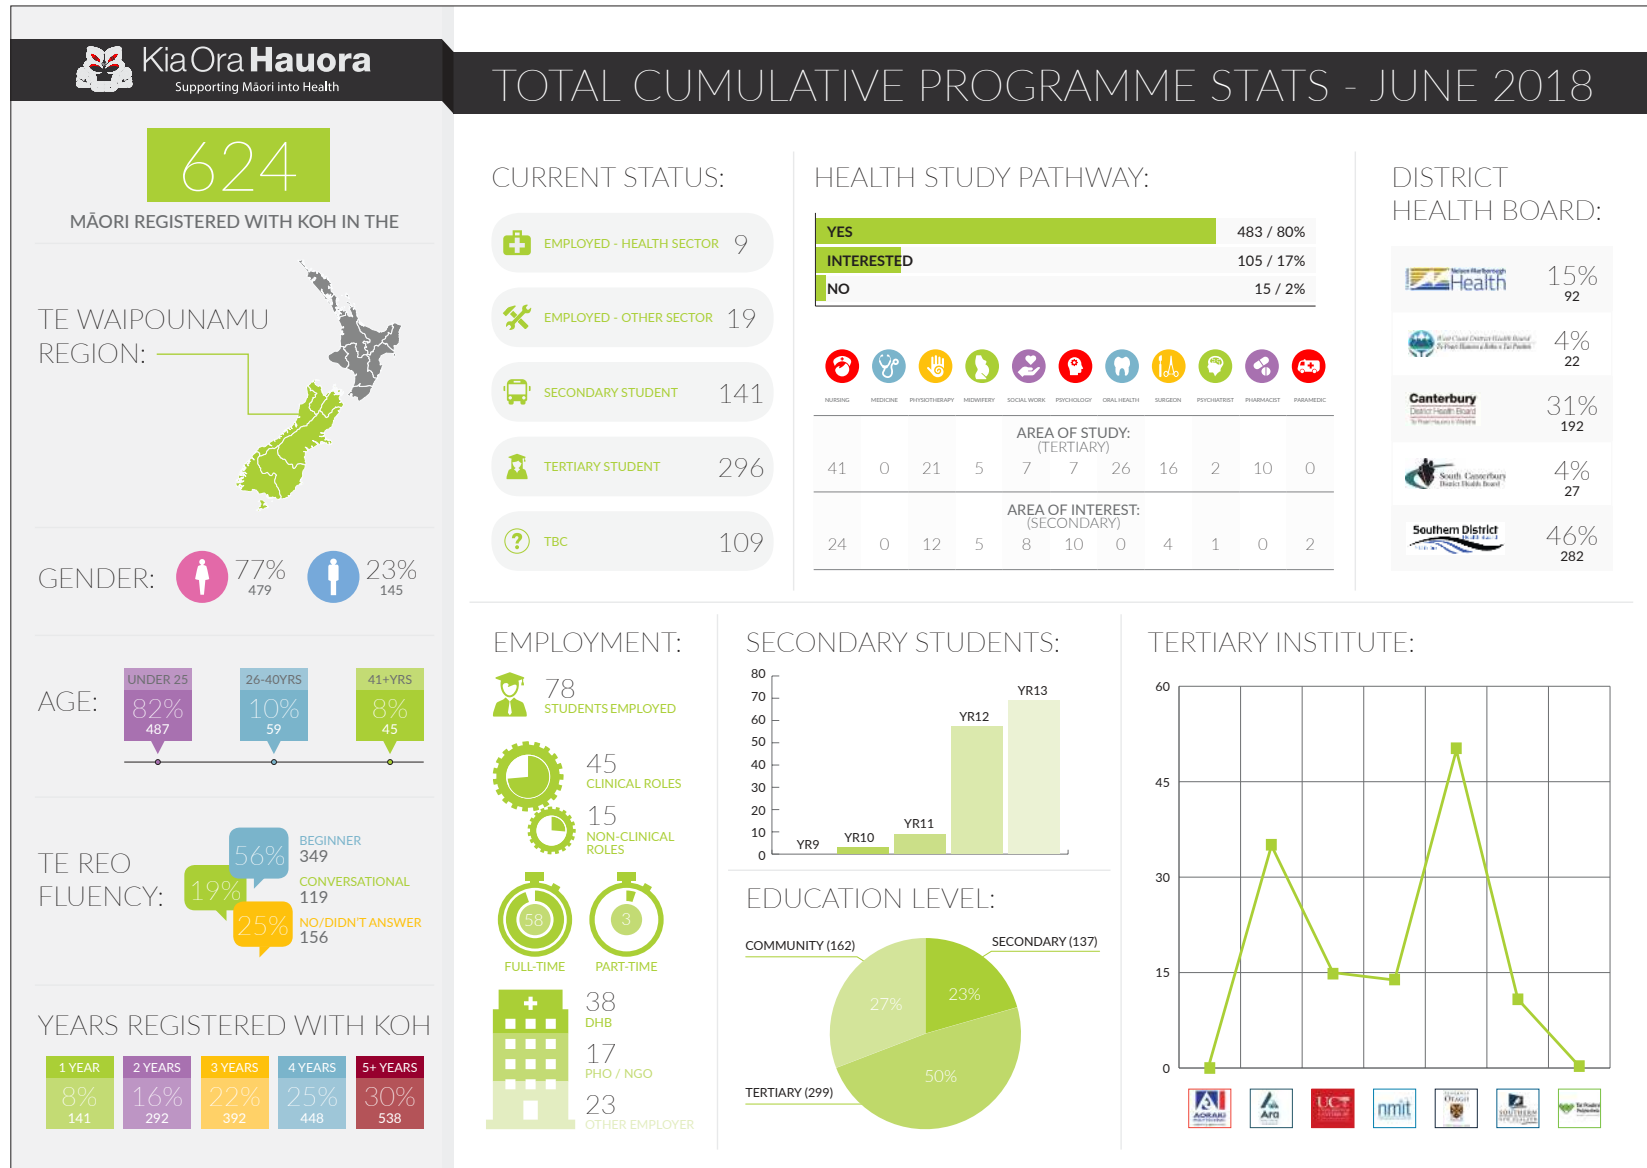 KiaOraHauora
Supporting Māori into Health
TOTAL CUMULATIVE PROGRAMME STATS - JUNE 2018
624
MĀORI REGISTERED WITH KOH IN THE
TE WAIPOUNAMU
REGION:
GENDER:
77%
479
23%
145
AGE:
UNDER 25
82%
487
26-40YRS
10%
59
41+YRS
8%
45
TE REO
FLUENCY:
56%
19%
25%
BEGINNER
349
CONVERSATIONAL
119
NO/DIDN'T ANSWER
156
YEARS REGISTERED WITH KOH
1 YEAR
8%
141
2 YEARS
16%
292
3 YEARS
22%
392
4 YEARS
25%
448
5+ YEARS
30%
538
CURRENT STATUS:
EMPLOYED - HEALTH SECTOR 9
EMPLOYED - OTHER SECTOR 19
SECONDARY STUDENT 141
TERTIARY STUDENT 296
? TBC 109
HEALTH STUDY PATHWAY:
YES 483 / 80%
INTERESTED 105 / 17%
NO 15 / 2%
NURSING MEDICINE PHYSIOTHERAPY MIDWIFERY SOCIAL WORK PSYCHOLOGY ORAL HEALTH SURGEON PSYCHIATRIST PHARMACIST PARAMEDIC
AREA OF STUDY:
(TERTIARY)
41 0 21 5 7 7 26 16 2 10 0
AREA OF INTEREST:
(SECONDARY)
24 0 12 5 8 10 0 4 1 0 2
DISTRICT
HEALTH BOARD:
Nelson Marlborough
Health
15%
92
West Coast District Health Board
4%
22
Canterbury
District Health Board
31%
192
South Canterbury
District Health Board
4%
27
Southern District
46%
282
EMPLOYMENT:
78
STUDENTS EMPLOYED
45
CLINICAL ROLES
15
NON-CLINICAL
ROLES
58
FULL-TIME
3
PART-TIME
38
DHB
17
PHO / NGO
23
OTHER EMPLOYER
SECONDARY STUDENTS:
80
70
60
50
40
30
20
10
0
YR9
YR10
YR11
YR12
YR13
EDUCATION LEVEL:
COMMUNITY (162)
SECONDARY (137)
TERTIARY (299)
27%
23%
50%
TERTIARY INSTITUTE:
60
45
30
15
0
AORAKI
Ara
UC
nmit
OTAGO
SOUTHERN